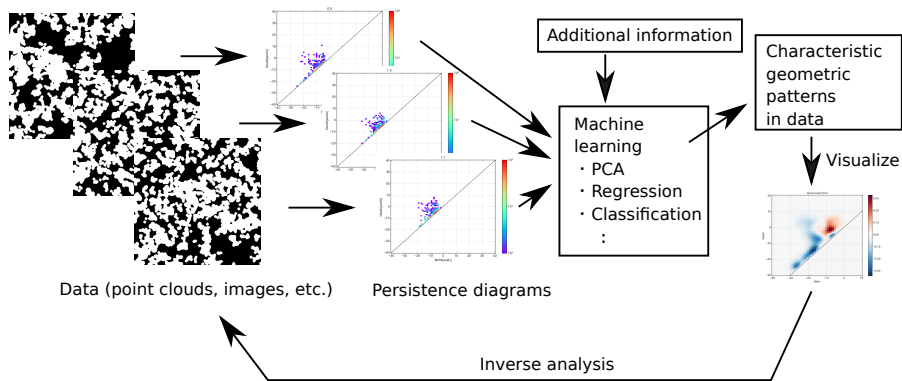 Additional information
Characteristic
geometric
patterns
in data
Machine
learning
・PCA
・Regression
・Classification
:
Visualize
Data (point clouds, images, etc.)
Persistence diagrams
Inverse analysis